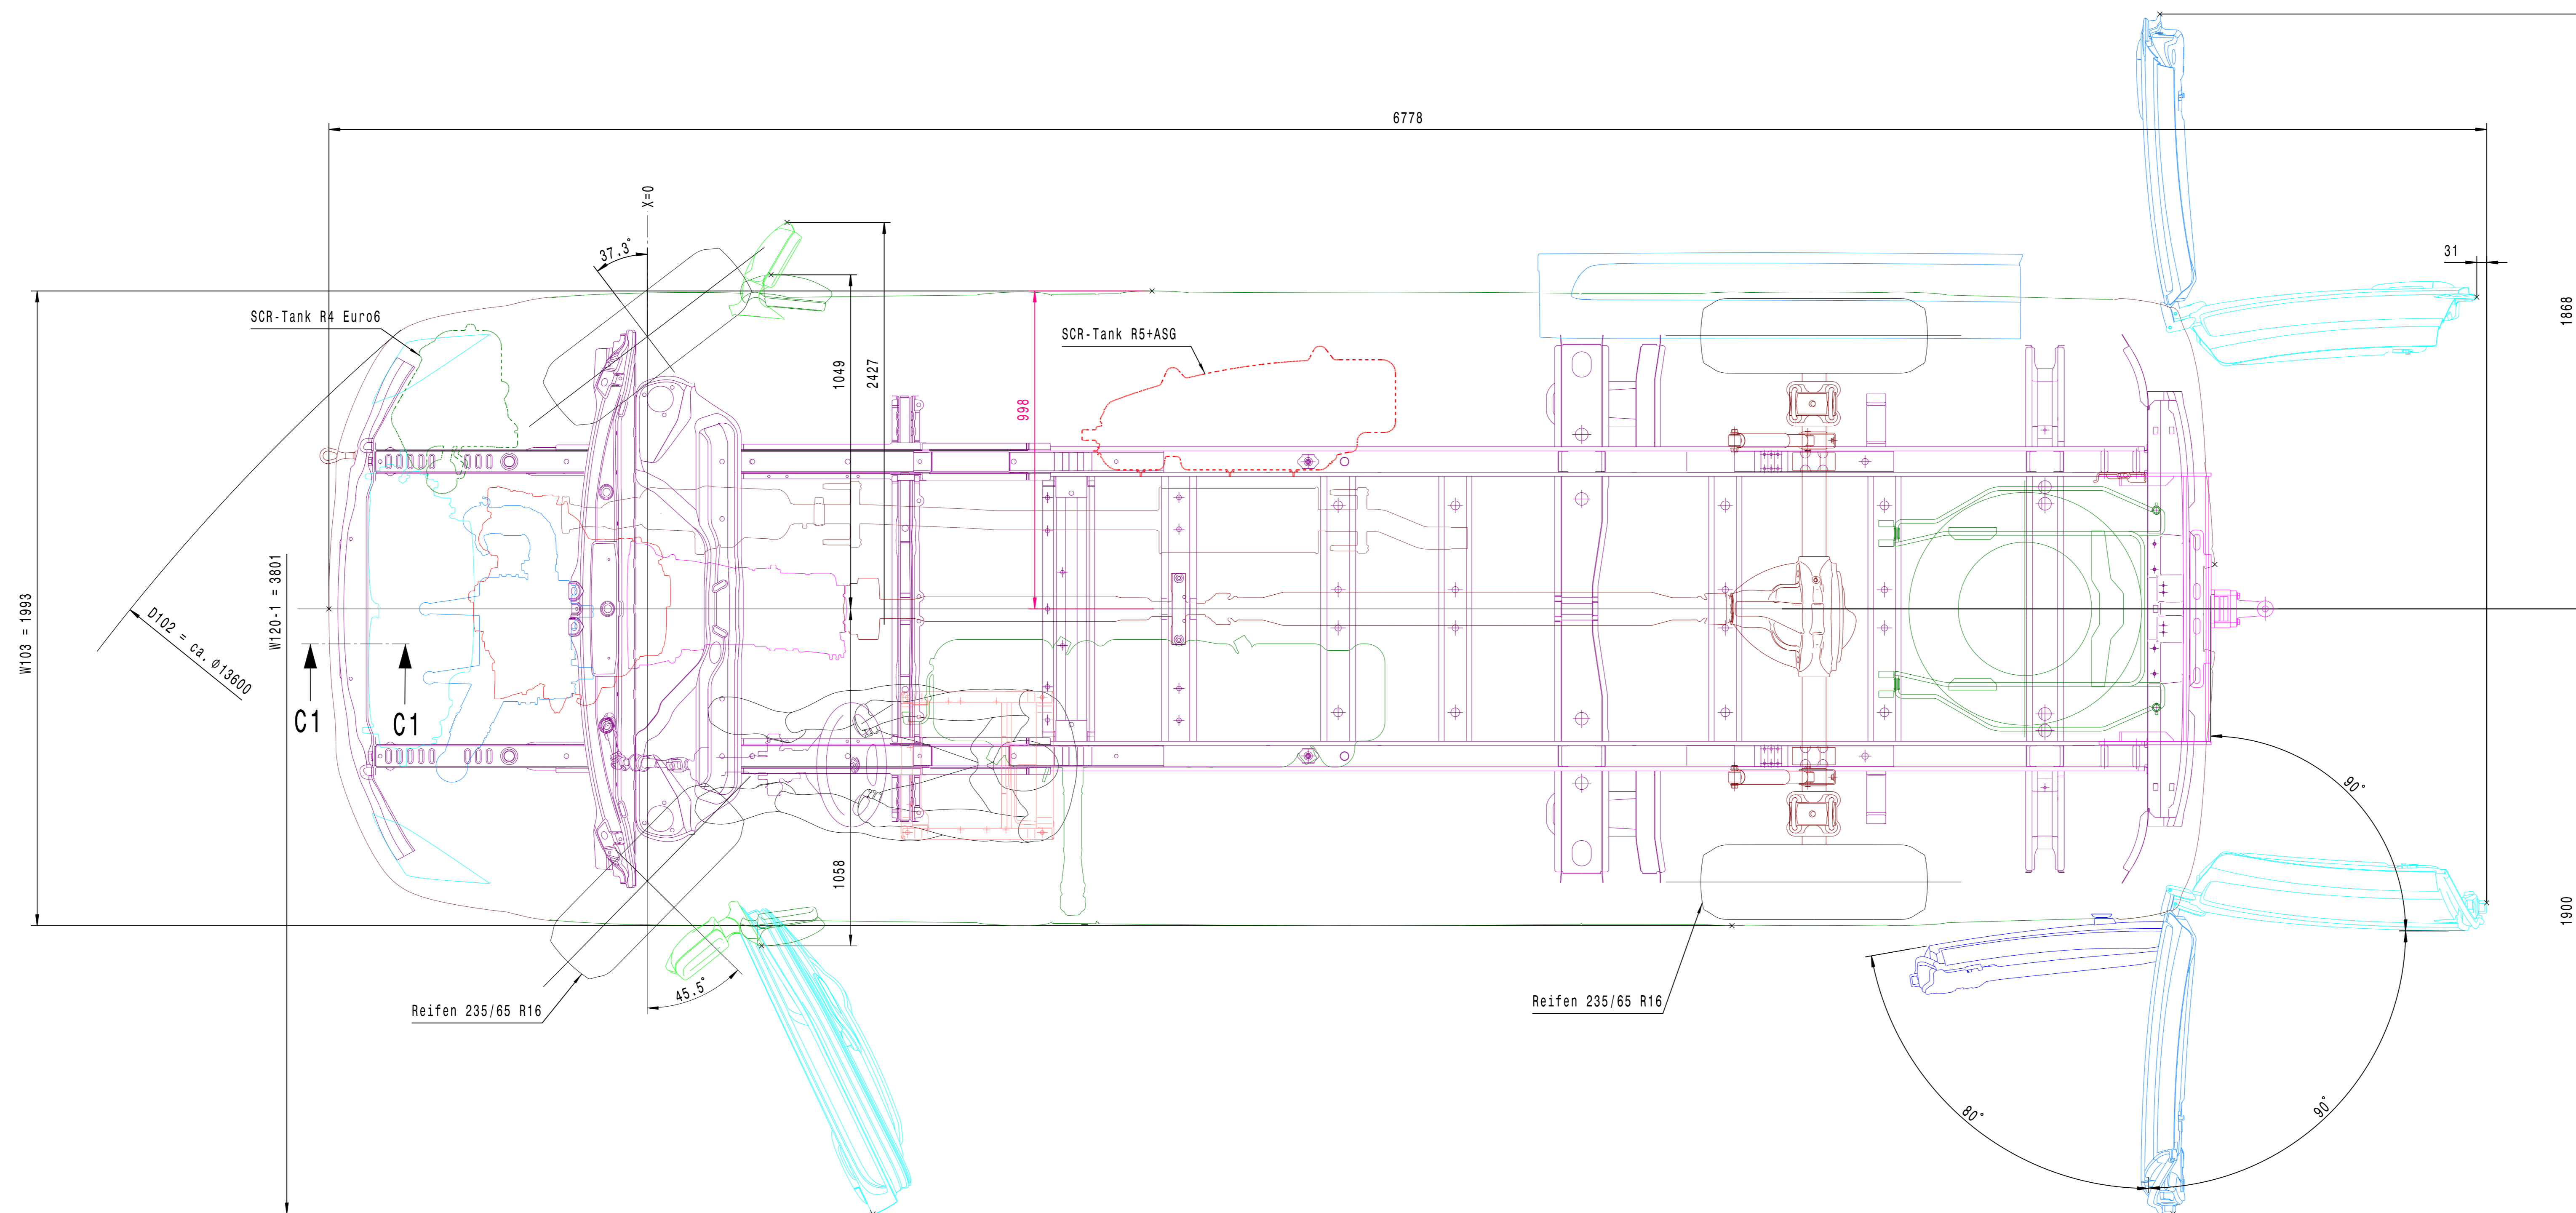 6778
X=0
37.3°
31
1868
SCR-Tank R4 Euro6
SCR-Tank R5+ASG
1049
2427
998
W103 = 1993
W120-1 = 3801
D102 = ca. Ø13600
C1
C1
90°
1058
1900
45.5°
Reifen 235/65 R16
Reifen 235/65 R16
80°
90°